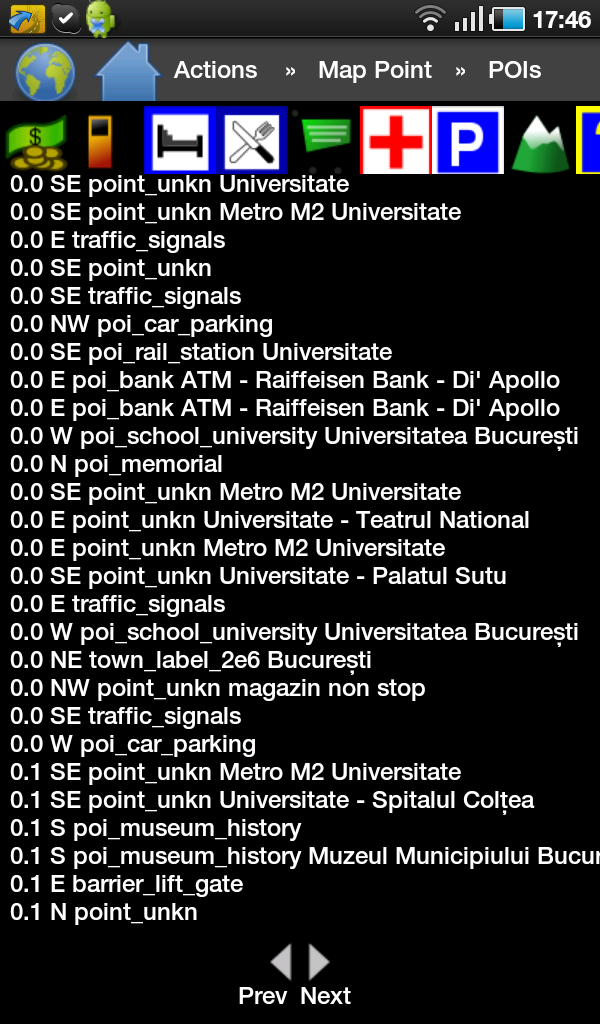 17:46
Actions » Map Point » POIs
$
P
0.0 SE point_unkn Universitate
0.0 SE point_unkn Metro M2 Universitate
0.0 E traffic_signals
0.0 SE point_unkn
0.0 SE traffic_signals
0.0 NW poi_car_parking
0.0 SE poi_rail_station Universitate
0.0 E poi_bank ATM - Raiffeisen Bank - Di' Apollo
0.0 E poi_bank ATM - Raiffeisen Bank - Di' Apollo
0.0 W poi_school_university Universitatea București
0.0 N poi_memorial
0.0 SE point_unkn Metro M2 Universitate
0.0 E point_unkn Universitate - Teatrul National
0.0 E point_unkn Metro M2 Universitate
0.0 SE point_unkn Universitate - Palatul Sutu
0.0 E traffic_signals
0.0 W poi_school_university Universitatea București
0.0 NE town_label_2e6 București
0.0 NW point_unkn magazin non stop
0.0 SE traffic_signals
0.0 W poi_car_parking
0.1 SE point_unkn Metro M2 Universitate
0.1 SE point_unkn Universitate - Spitalul Colțea
0.1 S poi_museum_history
0.1 S poi_museum_history Muzeul Municipiului Bucur
0.1 E barrier_lift_gate
0.1 N point_unkn
Prev Next